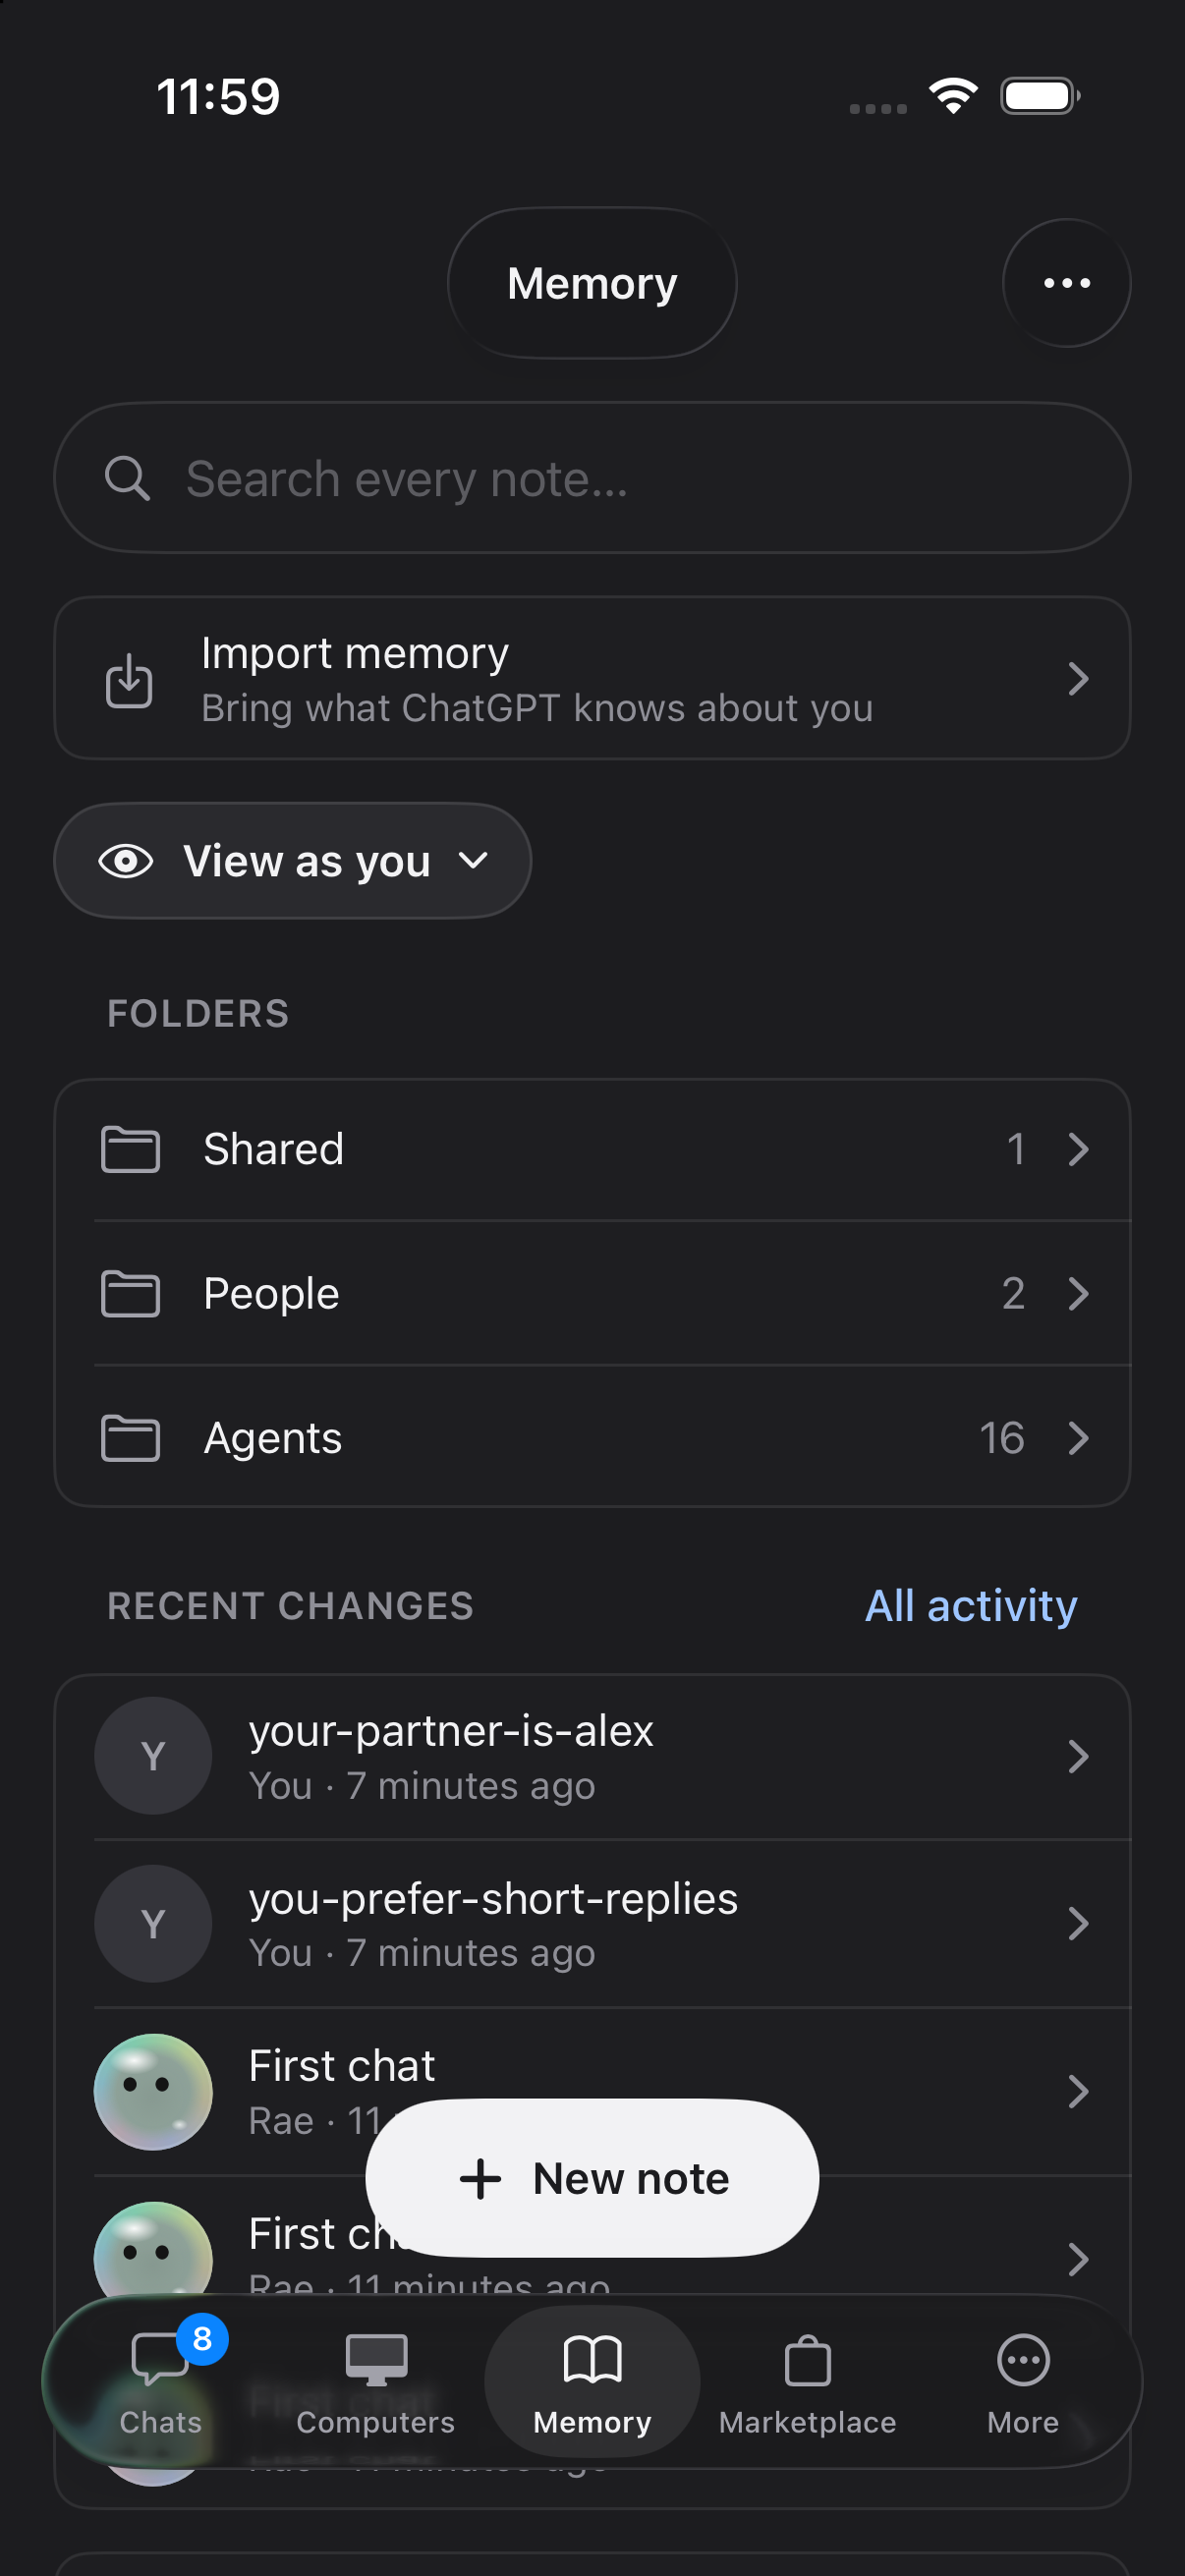 11:59
Memory
Search every note...
Import memory
Bring what ChatGPT knows about you
View as you
FOLDERS
Shared 1
People 2
Agents 16
RECENT CHANGES All activity
Y your-partner-is-alex
You · 7 minutes ago
Y you-prefer-short-replies
You · 7 minutes ago
First chat
Rae · 11
New note
First
Rae · 11 minutes ago
8
Chats
Computers
Memory
Marketplace
More